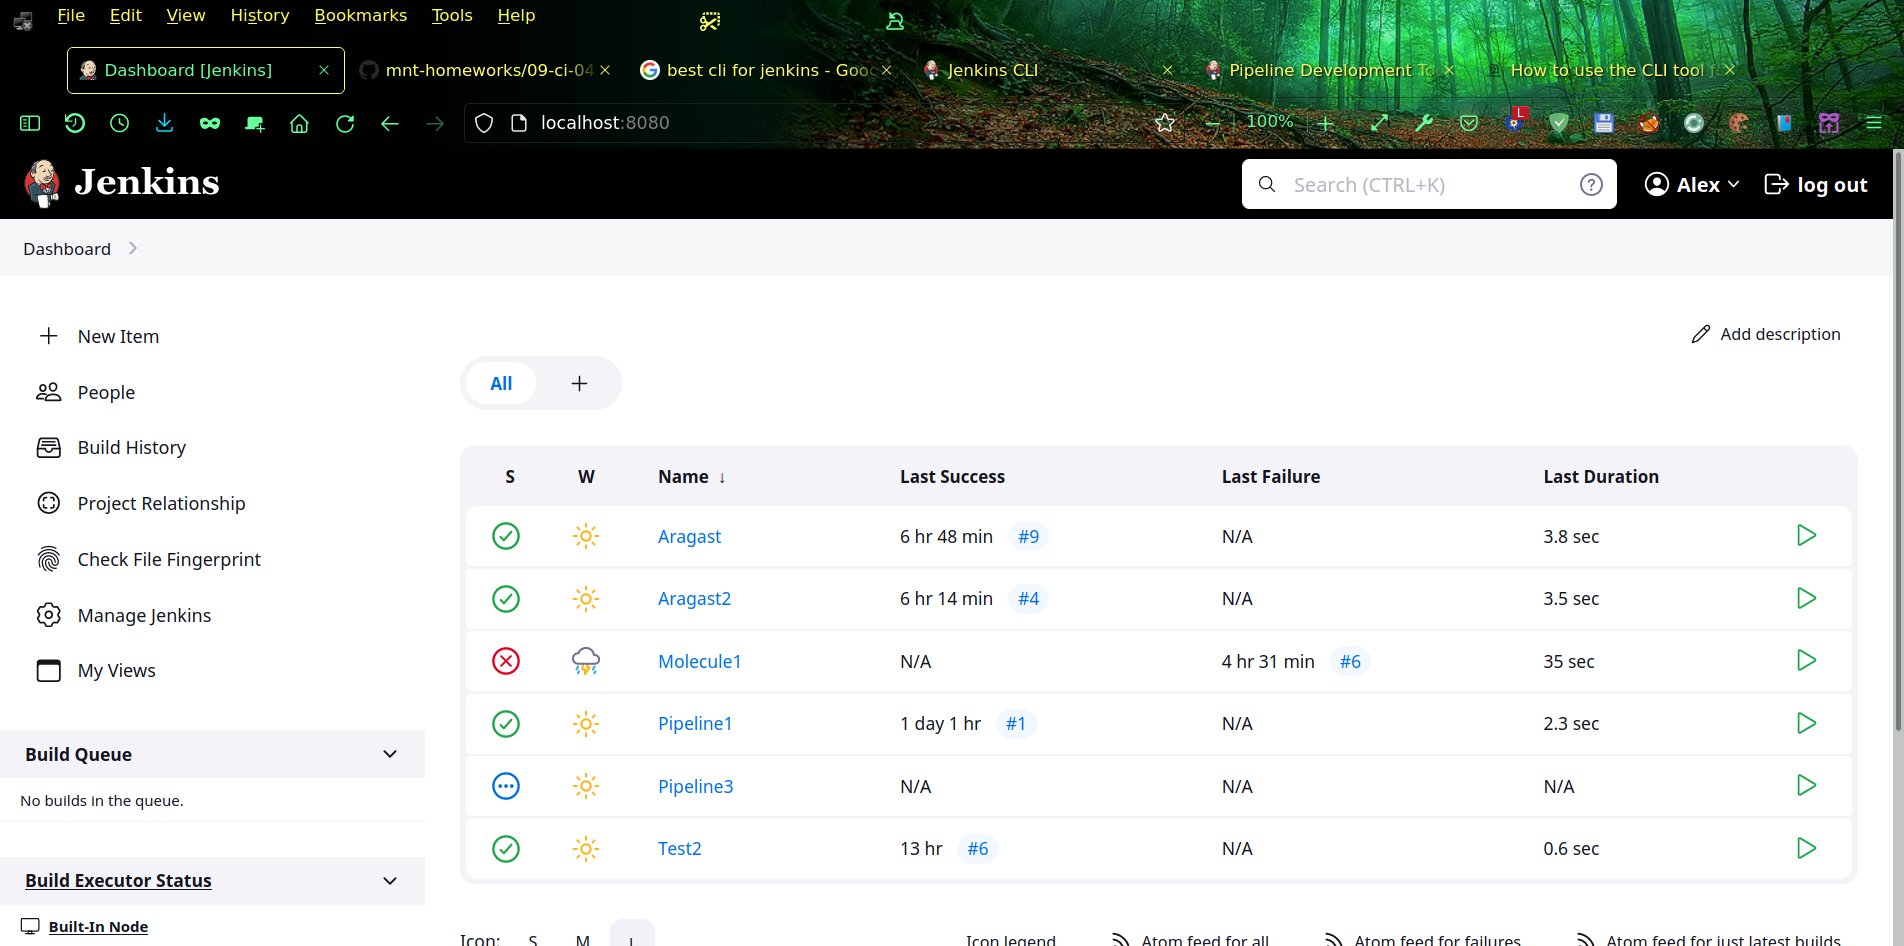 File Edit View History Bookmarks Tools Help
Dashboard [Jenkins]
mnt-homeworks/09-ci-04
best cli for jenkins - Goo
Jenkins CLI
Pipeline Development To
How to use the CLI tool f
localhost:8080
100%
L
Jenkins
Search (CTRL+K)
Alex
log out
Dashboard
New Item
People
Build History
Project Relationship
Check File Fingerprint
Manage Jenkins
My Views
Build Queue
No builds in the queue.
Build Executor Status
Built-In Node
Add description
All +
S W Name ↓ Last Success Last Failure Last Duration
Aragast 6 hr 48 min #9 N/A 3.8 sec
Aragast2 6 hr 14 min #4 N/A 3.5 sec
Molecule1 N/A 4 hr 31 min #6 35 sec
Pipeline1 1 day 1 hr #1 N/A 2.3 sec
Pipeline3 N/A N/A N/A
Test2 13 hr #6 N/A 0.6 sec
Icon: S M L Icon legend Atom feed for all Atom feed for failures Atom feed for just latest builds